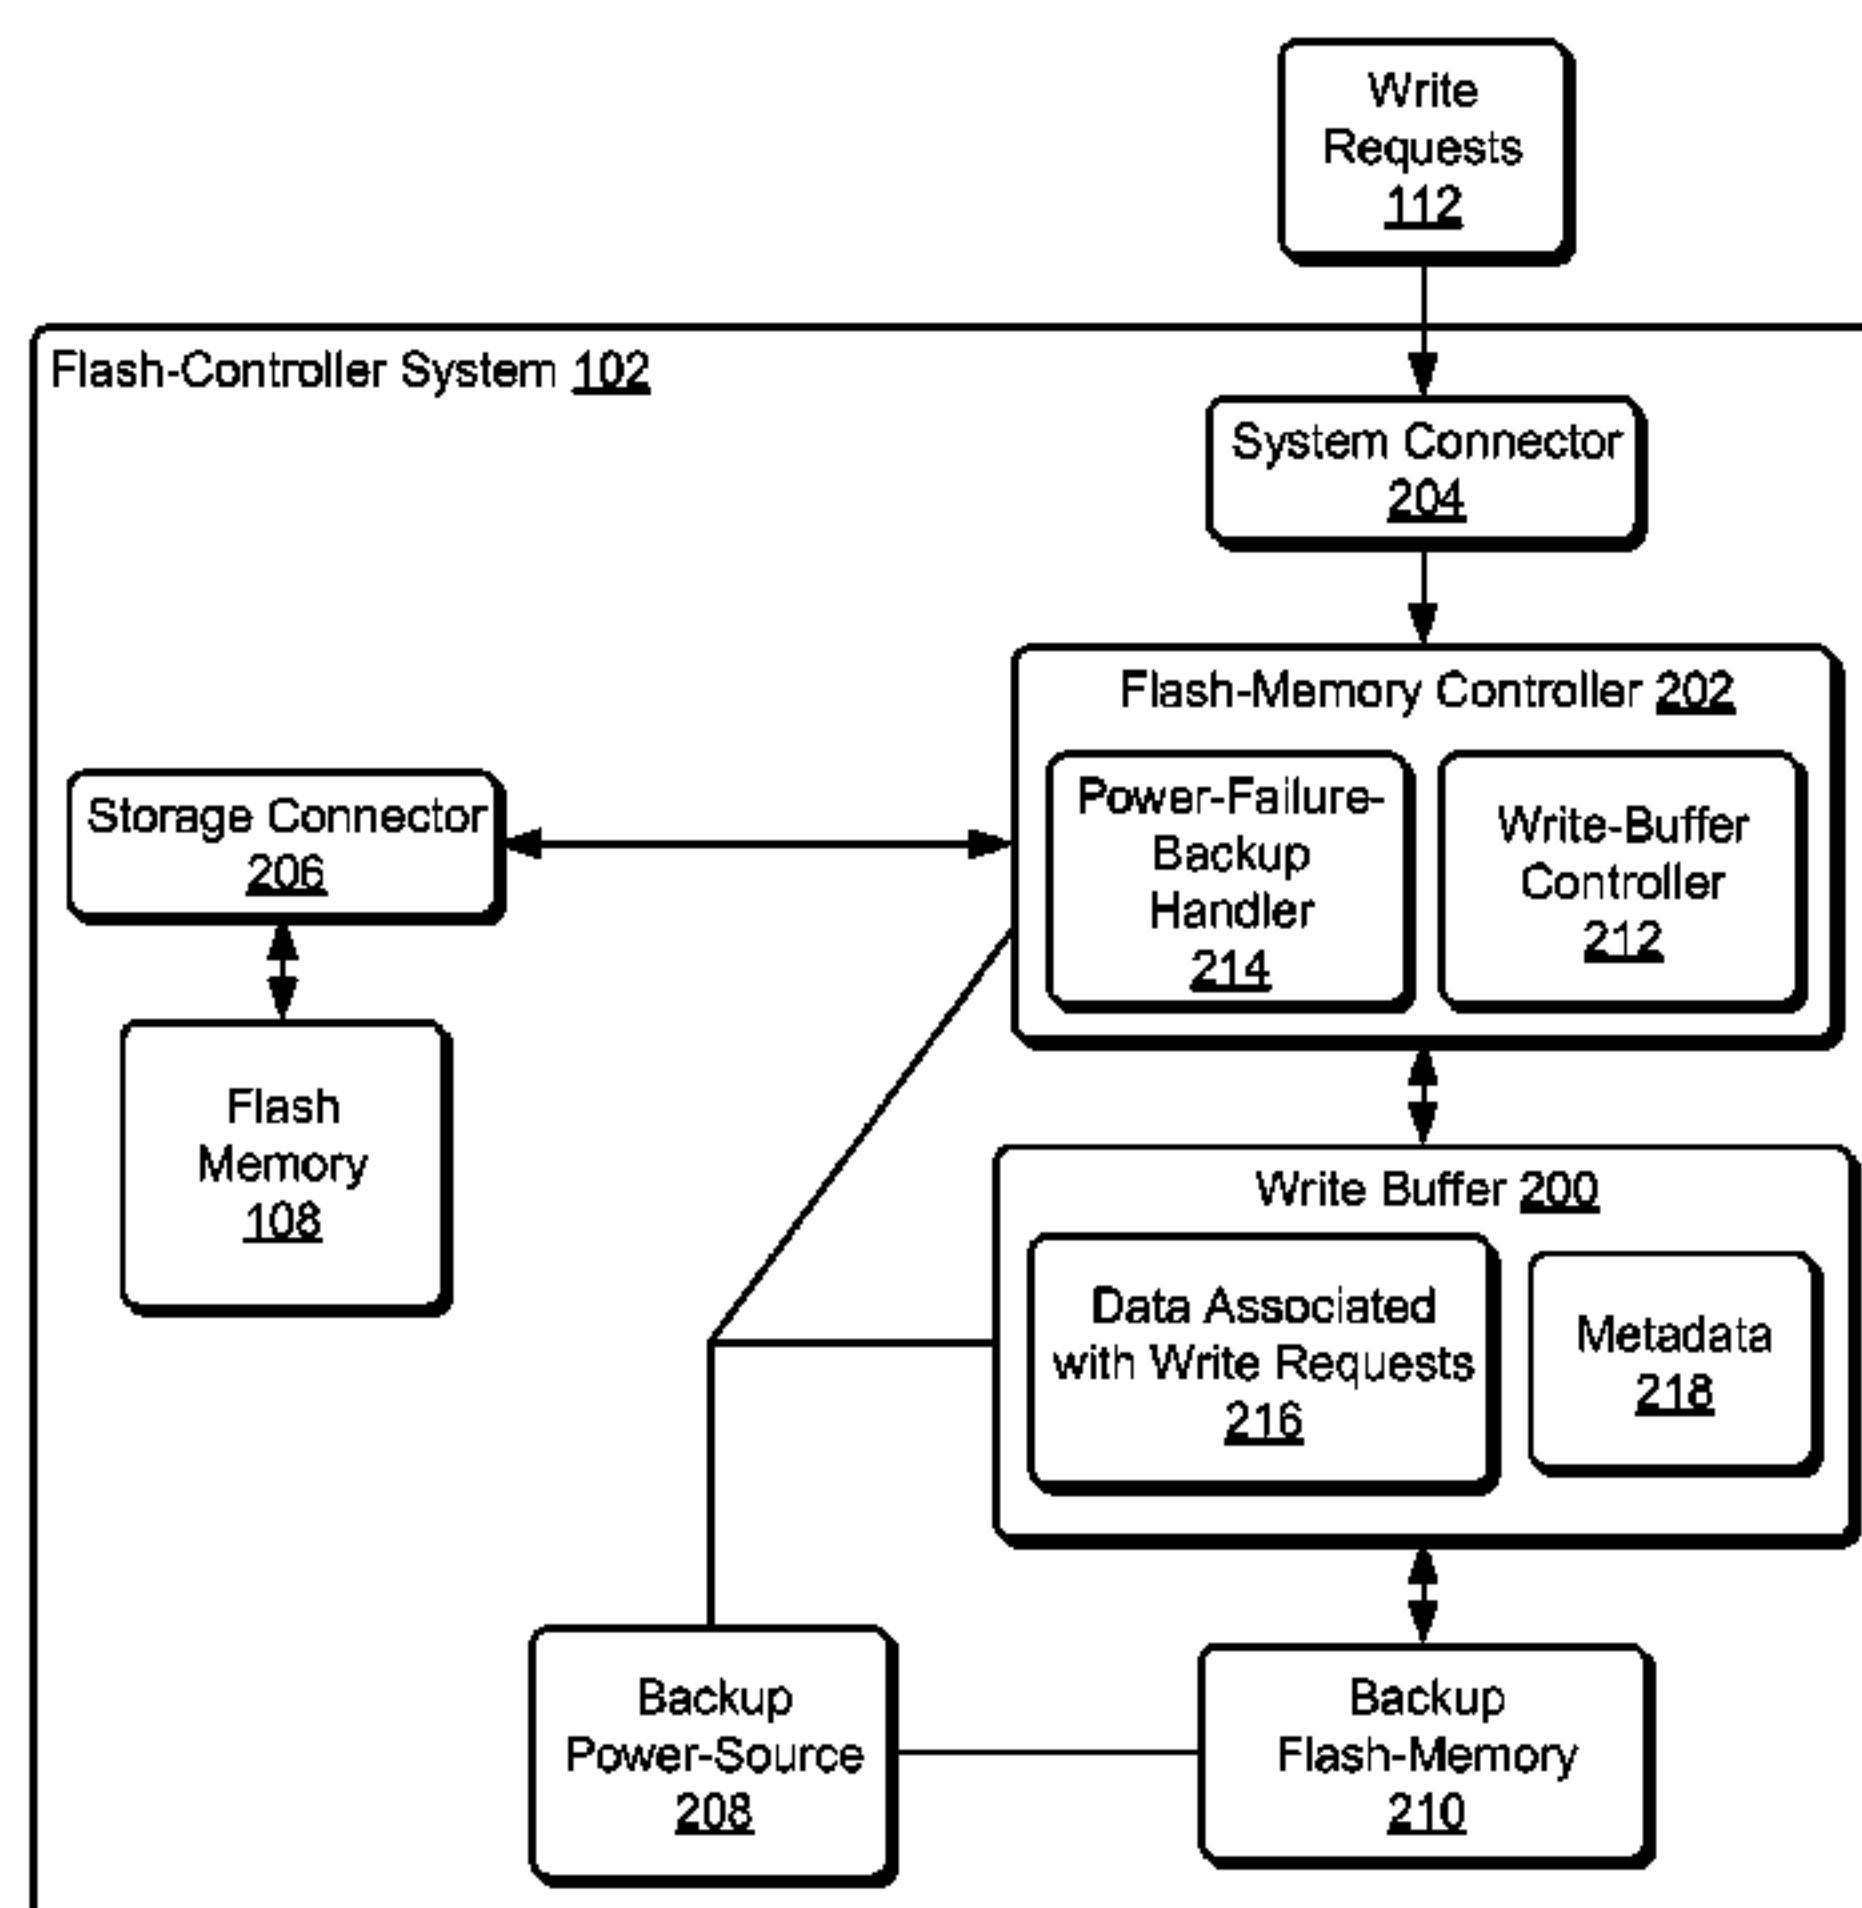 Write
Requests
112
Flash-Controller System 102
System Connector
204
Flash-Memory Controller 202
Power-Failure-
Backup
Handler
214
Write-Buffer
Controller
212
Storage Connector
206
Flash
Memory
108
Write Buffer 200
Data Associated
with Write Requests
216
Metadata
218
Backup
Power-Source
208
Backup
Flash-Memory
210